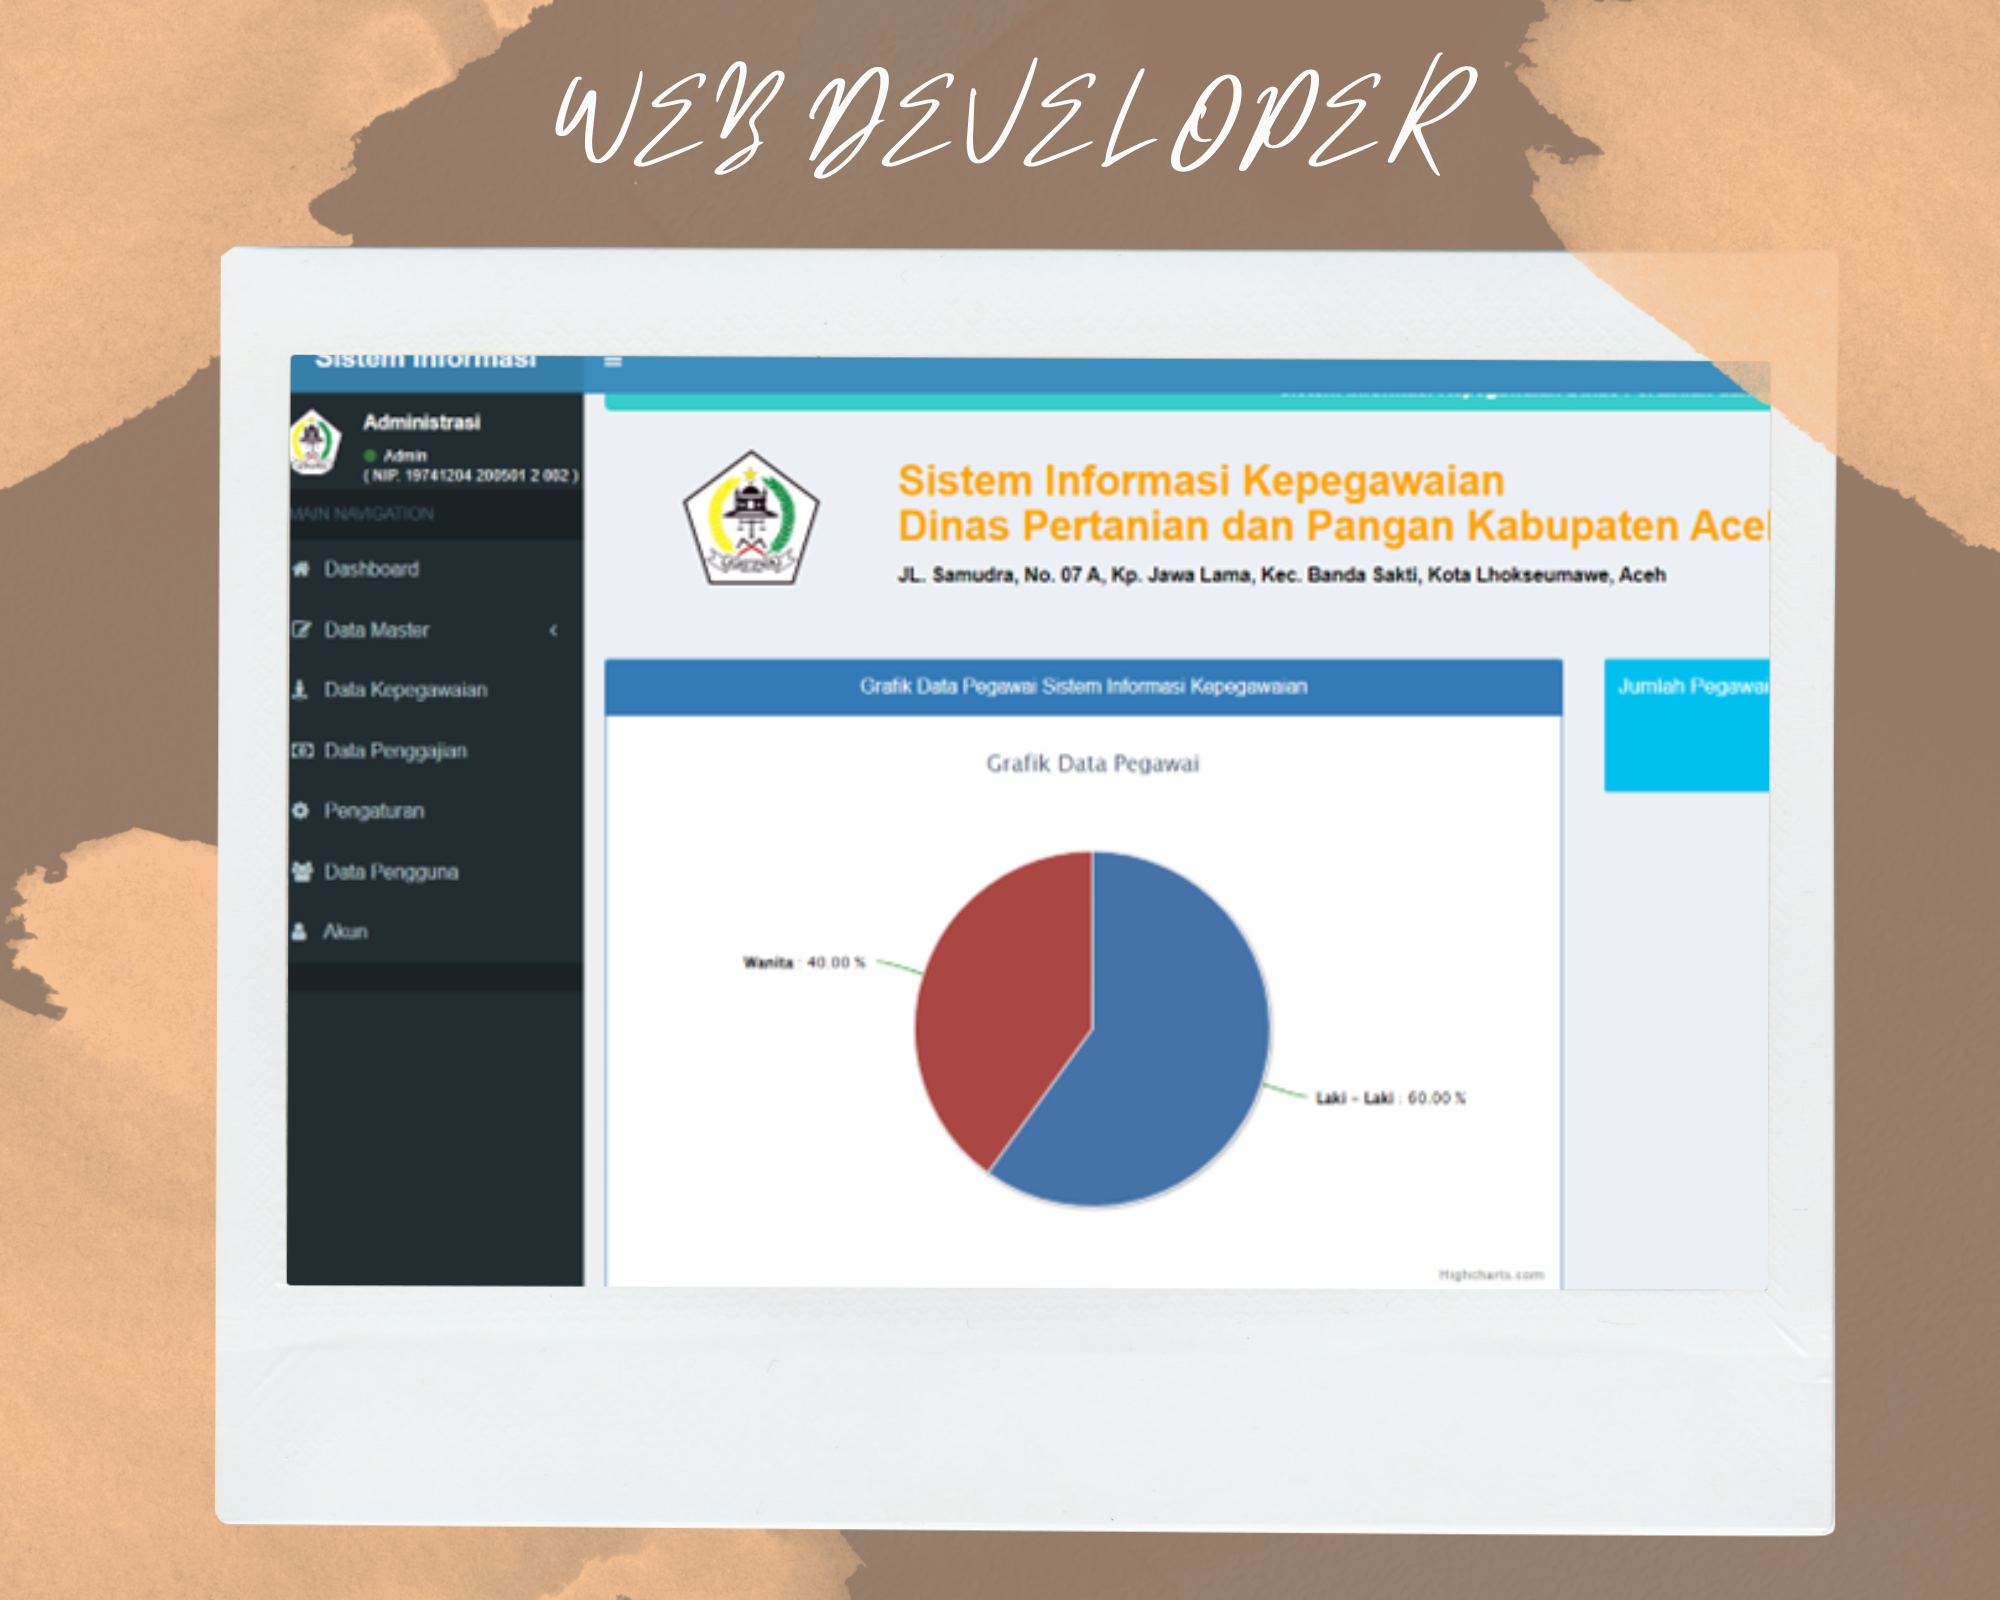 WEB DEVELOPER
Sistem Informasi
Administrasi
Admin
( NIP. 19741204 200501 2 002 )
MAIN NAVIGATION
Dashboard
Data Master
Data Kepegawaian
Data Penggajian
Pengaturan
Data Pengguna
Akun
Sistem Informasi Kepegawaian
Dinas Pertanian dan Pangan Kabupaten Aceh
JL. Samudra, No. 07 A, Kp. Jawa Lama, Kec. Banda Sakti, Kota Lhokseumawe, Aceh
Grafik Data Pegawai Sistem Informasi Kepegawaian
Jumlah Pegawai
Grafik Data Pegawai
Wanita : 40.00 %
Laki - Laki : 60.00 %
Highcharts.com